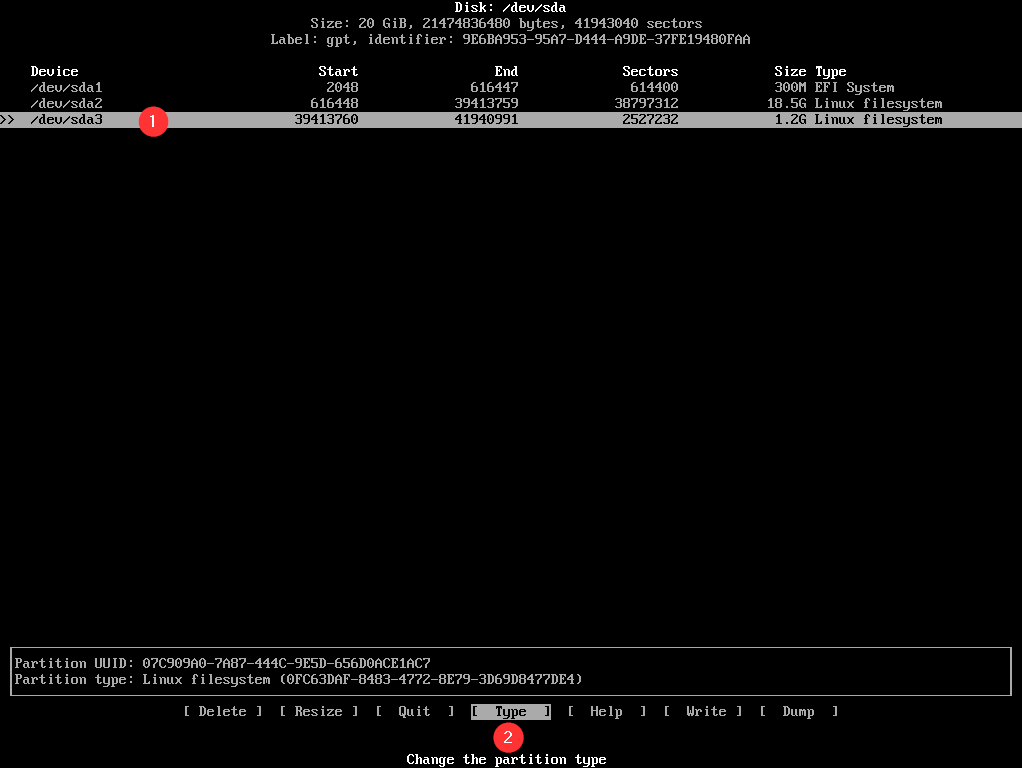 Disk: /dev/sda
Size: 20 GiB, 21474836480 bytes, 41943040 sectors
Label: gpt, identifier: 9E6BA953-95A7-D444-A9DE-37FE19480FAA
Device Start End Sectors Size Type
/dev/sda1 2048 616447 614400 300M EFI System
/dev/sda2 616448 39413759 38797312 18.5G Linux filesystem
>> /dev/sda3 1 39413760 41940991 2527232 1.2G Linux filesystem
Partition UUID: 07C909A0-7A87-444C-9E5D-656D0ACE1AC7
Partition type: Linux filesystem (0FC63DAF-8483-4772-8E79-3D69D8477DE4)
[ Delete ] [ Resize ] [ Quit ] [ Type ] [ Help ] [ Write ] [ Dump ]
2
Change the partition type